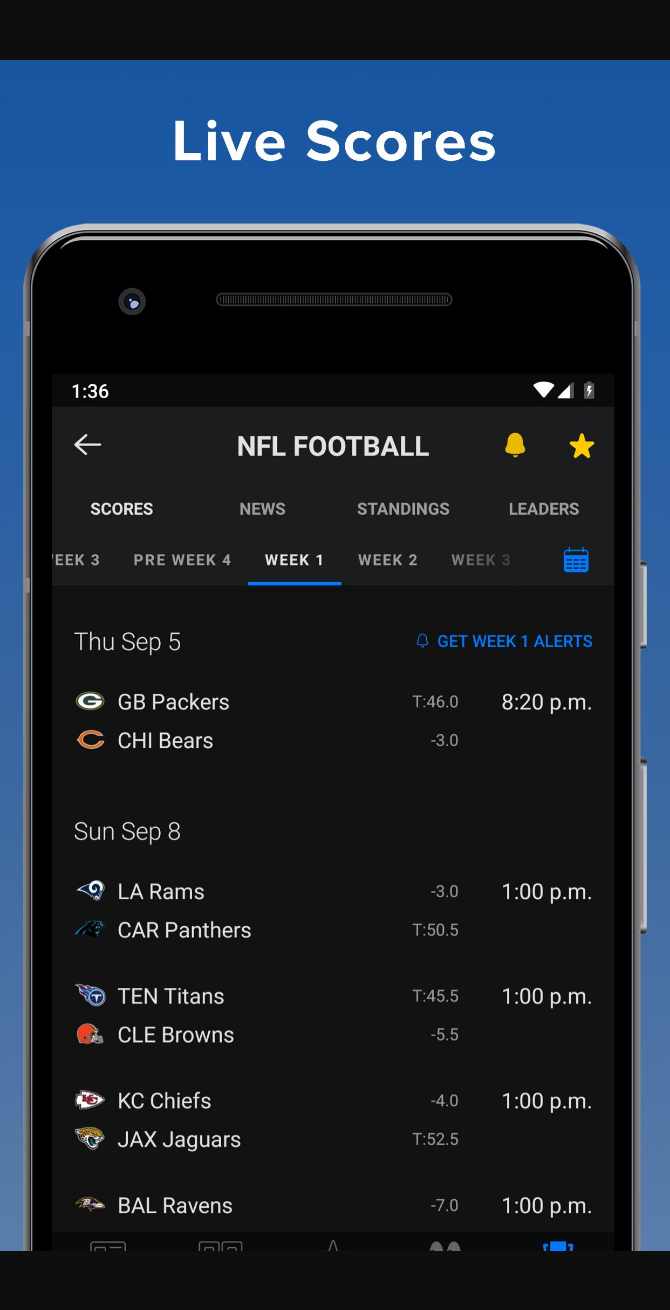 Live Scores
1:36
NFL FOOTBALL
SCORES NEWS STANDINGS LEADERS
EEK 3 PRE WEEK 4 WEEK 1 WEEK 2 WEEK 3
Thu Sep 5 GET WEEK 1 ALERTS
GB Packers T:46.0 8:20 p.m.
CHI Bears -3.0
Sun Sep 8
LA Rams -3.0 1:00 p.m.
CAR Panthers T:50.5
TEN Titans T:45.5 1:00 p.m.
CLE Browns -5.5
KC Chiefs -4.0 1:00 p.m.
JAX Jaguars T:52.5
BAL Ravens -7.0 1:00 p.m.